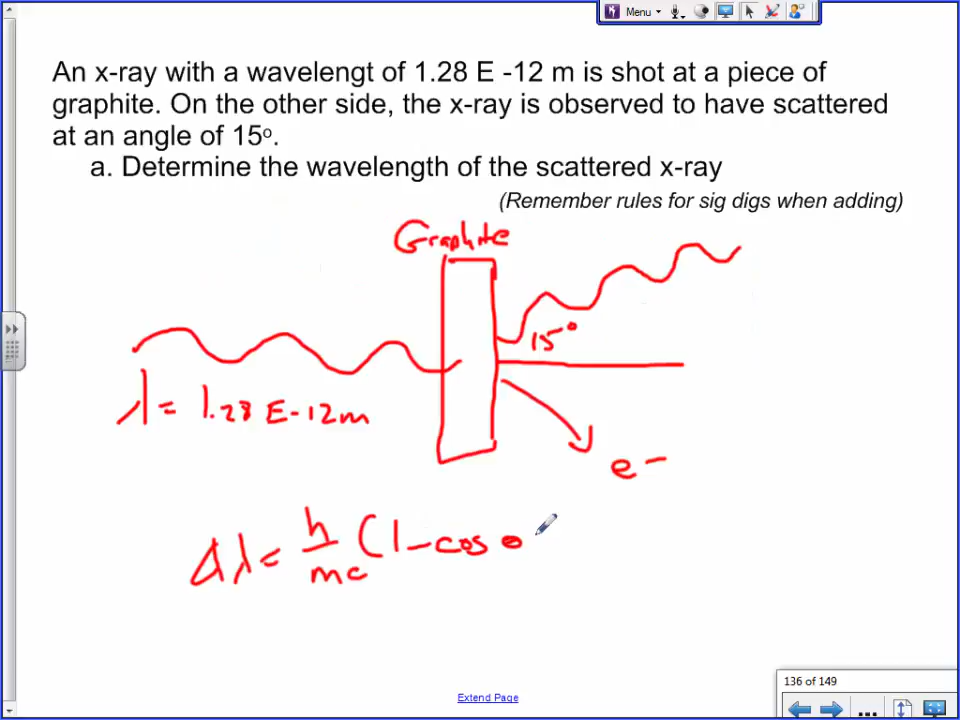 Menu
An x-ray with a wavelengt of 1.28 E -12 m is shot at a piece of
graphite. On the other side, the x-ray is observed to have scattered
at an angle of 15º.
a. Determine the wavelength of the scattered x-ray
(Remember rules for sig digs when adding)
Graphite
15°
λ = 1.28 E-12m
e -
Δλ = h/mc (1 - cos θ
136 of 149
Extend Page